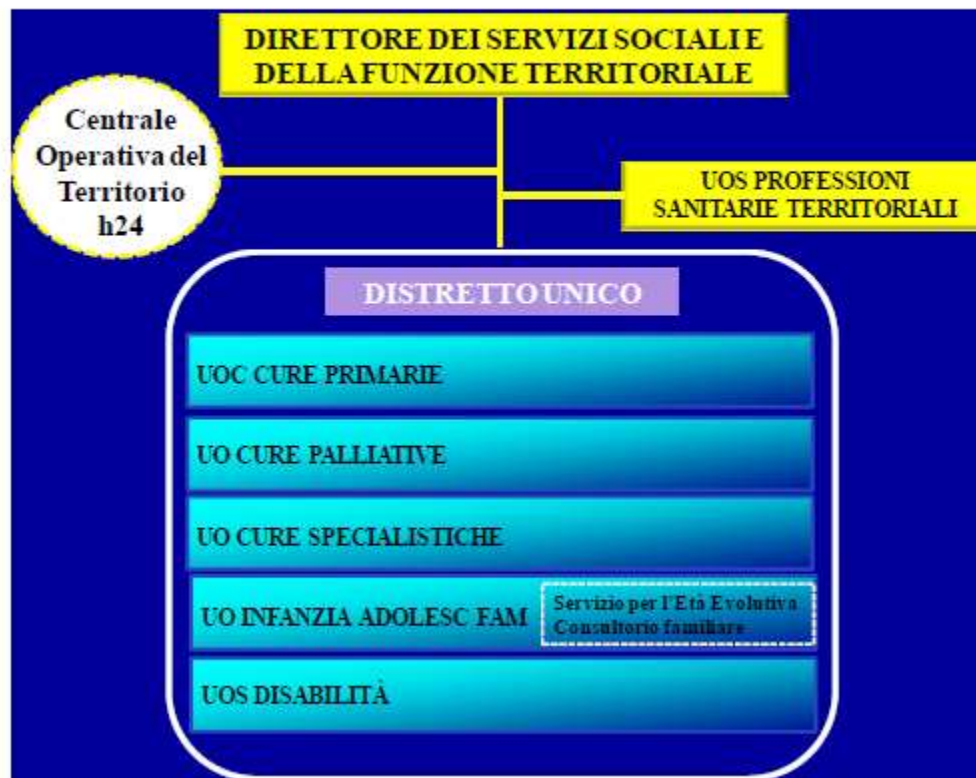 DIRETTORE DEI SERVIZI SOCIALI E
DELLA FUNZIONE TERRITORIALE
Centrale
Operativa del
Territorio
h24
UOS PROFESSIONI
SANITARIE TERRITORIALI
DISTRETTO UNICO
UOC CURE PRIMARIE
UO CURE PALLIATIVE
UO CURE SPECIALISTICHE
UO INFANZIA ADOLESC FAM
Servizio per l'Età Evolutiva
Consultorio familiare
UOS DISABILITÀ